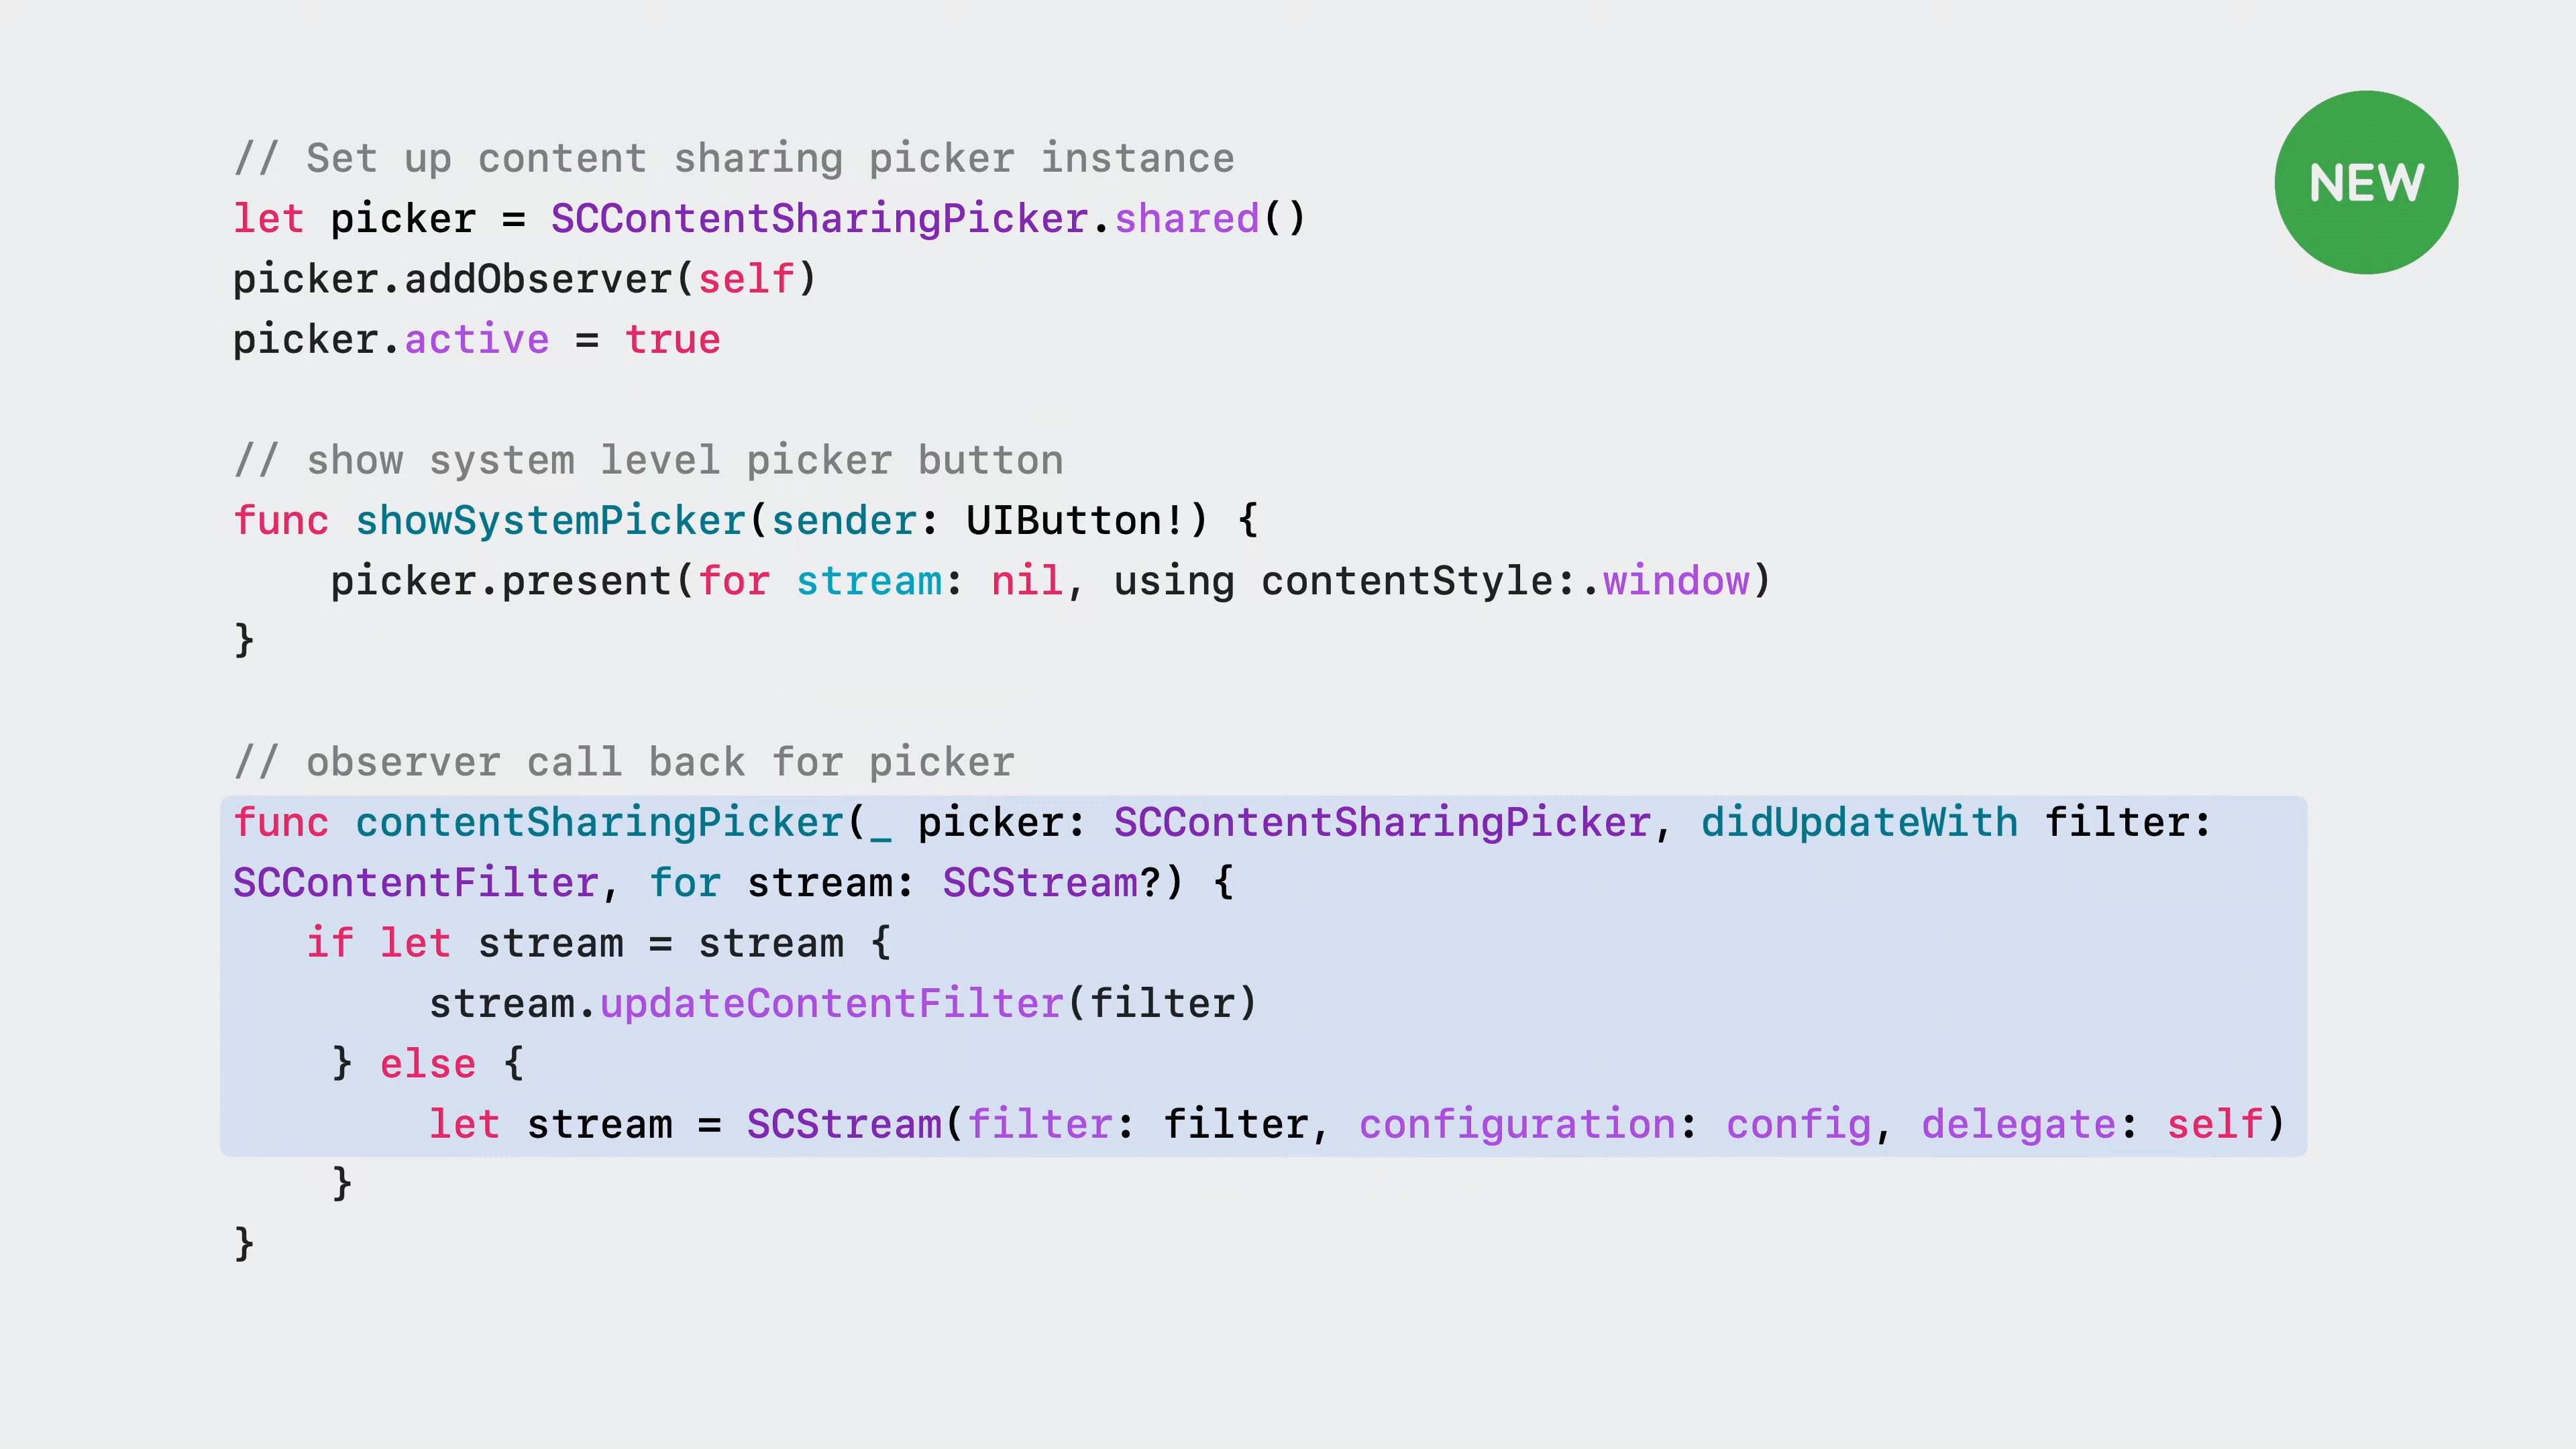 // Set up content sharing picker instance
let picker = SCContentSharingPicker.shared()
picker.addObserver(self)
picker.active = true
NEW
// show system level picker button
func showSystemPicker(sender: UIButton!) {
    picker.present(for stream: nil, using contentStyle:.window)
}
// observer call back for picker
func contentSharingPicker(_ picker: SCContentSharingPicker, didUpdateWith filter:
SCContentFilter, for stream: SCStream?) {
   if let stream = stream {
        stream.updateContentFilter(filter)
    } else {
        let stream = SCStream(filter: filter, configuration: config, delegate: self)
    }
}